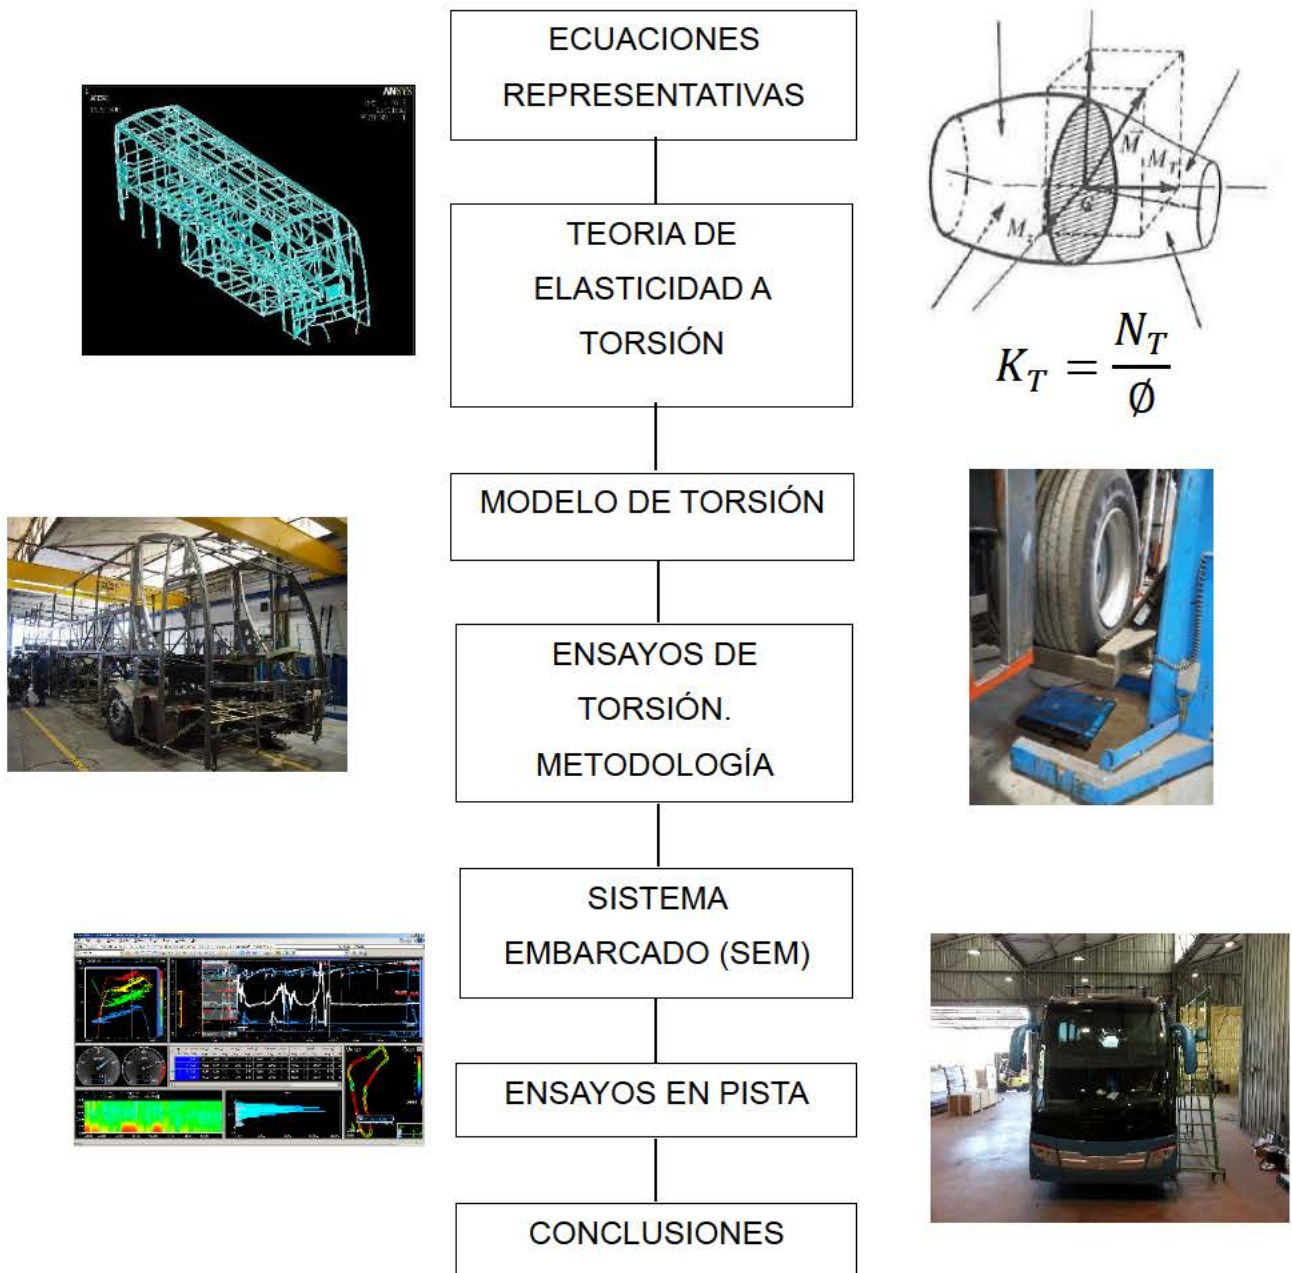 ECUACIONES
REPRESENTATIVAS
ANSYS
TEORIA DE
ELASTICIDAD A
TORSIÓN
M
M_T
G
M_z
K_T = N_T / Ø
MODELO DE TORSIÓN
ENSAYOS DE
TORSIÓN.
METODOLOGÍA
SISTEMA
EMBARCADO (SEM)
ENSAYOS EN PISTA
CONCLUSIONES